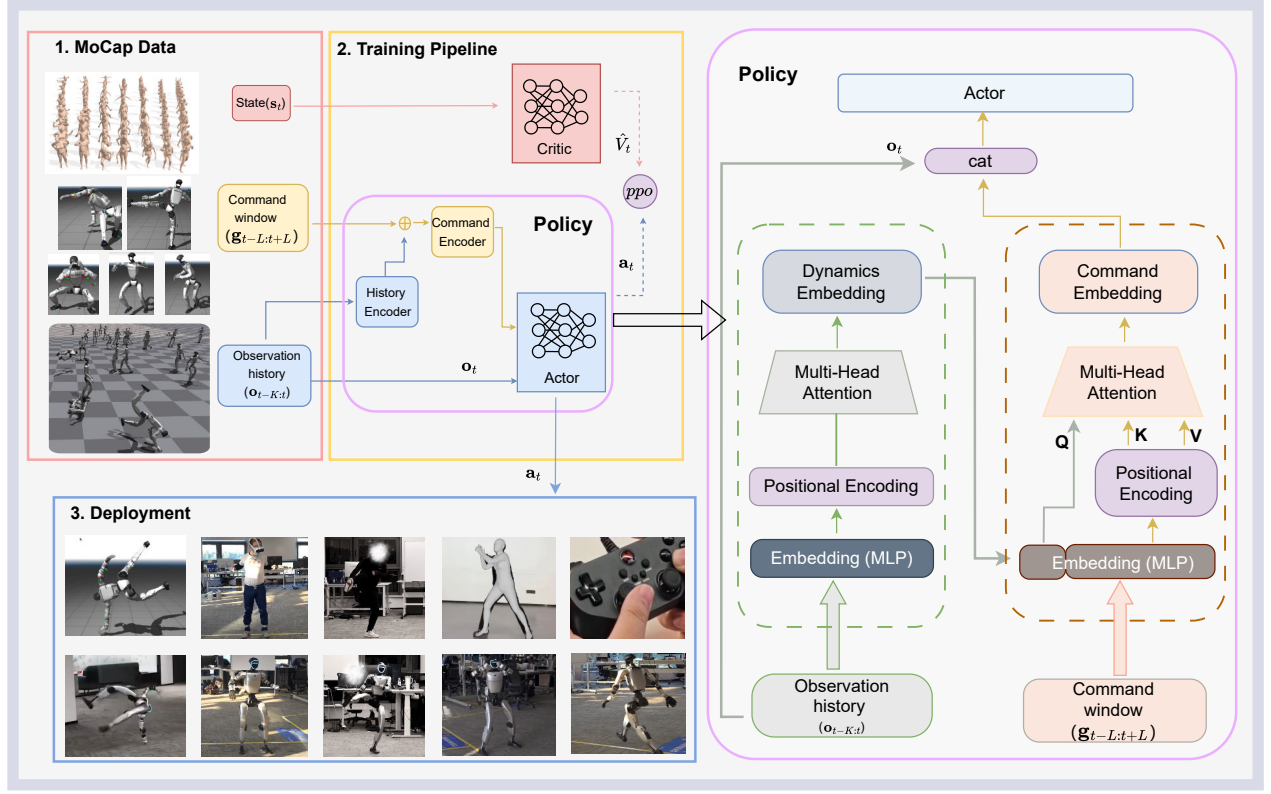 1. MoCap Data
State(s_t)
Command
window
(g_{t-L:t+L})
Observation
history
(o_{t-K:t})
2. Training Pipeline
Critic
V̂_t
ppo
Policy
⊕
Command
Encoder
History
Encoder
a_t
o_t
Actor
a_t
3. Deployment
Policy
Actor
o_t
cat
Dynamics
Embedding
Multi-Head
Attention
Positional Encoding
Embedding (MLP)
Observation
history
(o_{t-K:t})
Command
Embedding
Multi-Head
Attention
Q
K
V
Positional
Encoding
Embedding (MLP)
Command
window
(g_{t-L:t+L})